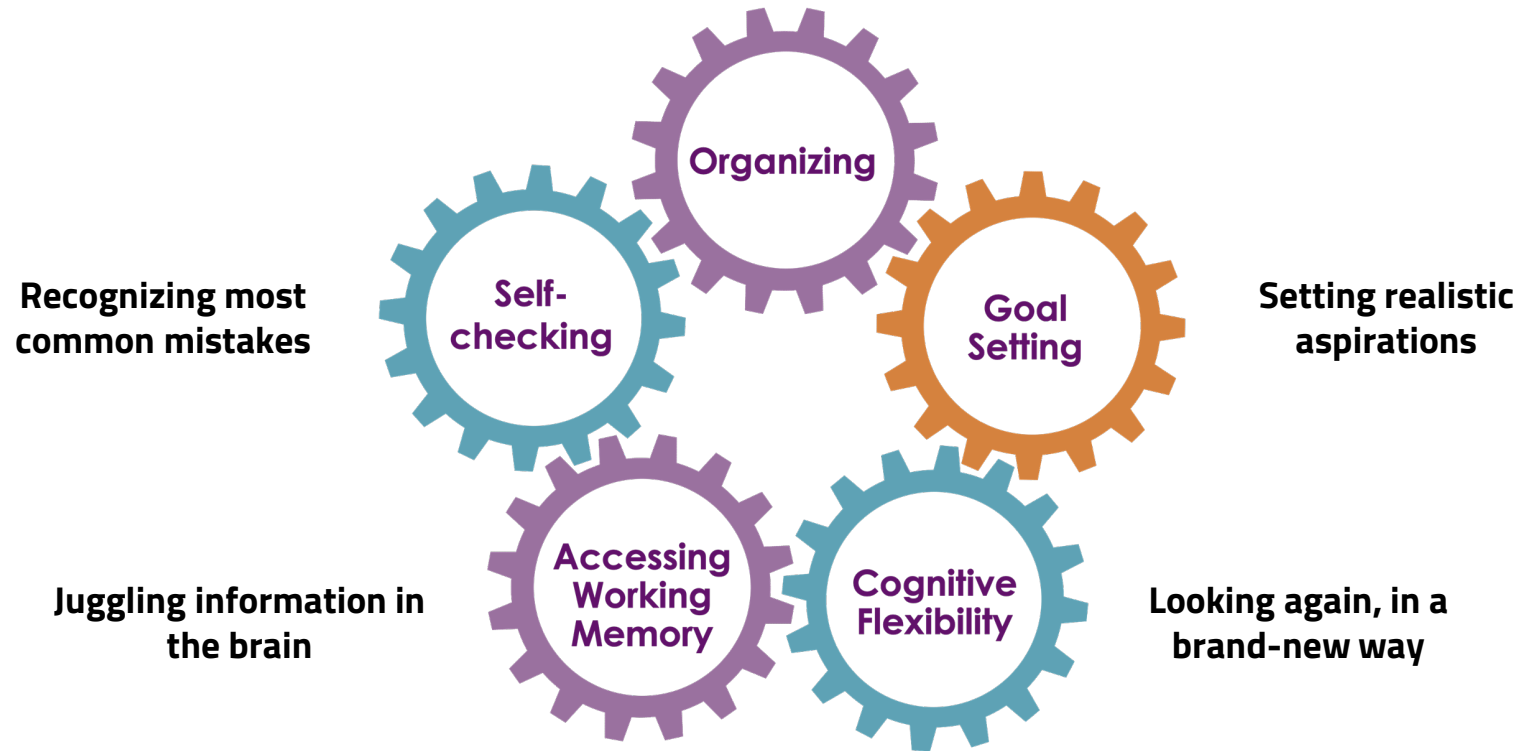 Organizing
Self-
checking
Recognizing most
common mistakes
Goal
Setting
Setting realistic
aspirations
Accessing
Working
Memory
Juggling information in
the brain
Cognitive
Flexibility
Looking again, in a
brand-new way